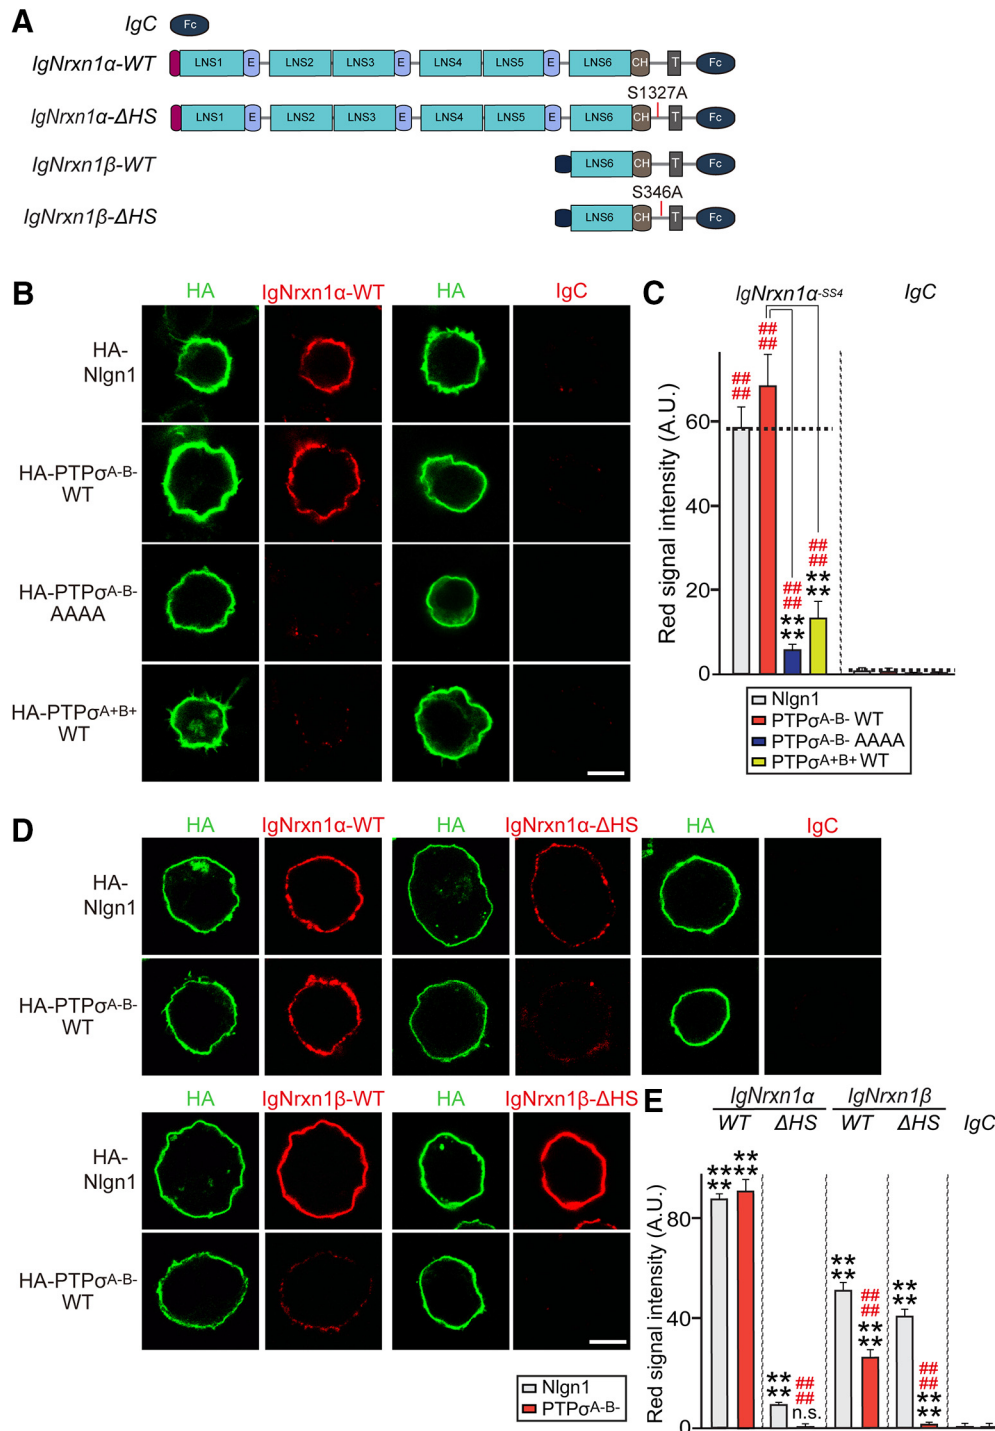 A
IgC
Fc
IgNrxn1α-WT
LNS1 E LNS2 LNS3 E LNS4 LNS5 E LNS6 CH T Fc
S1327A
IgNrxn1α-ΔHS
LNS1 E LNS2 LNS3 E LNS4 LNS5 E LNS6 CH T Fc
IgNrxn1β-WT
LNS6 CH T Fc
S346A
IgNrxn1β-ΔHS
LNS6 CH T Fc
B
HA IgNrxn1α-WT HA IgC
HA-
Nlgn1
HA-PTPσA-B-
WT
HA-PTPσA-B-
AAAA
HA-PTPσA+B+
WT
C
IgNrxn1α-SS4 IgC
Red signal intensity (A.U.)
60
40
20
0
##
##
##
##
##
##
**
**
##
##
**
**
Nlgn1
PTPσA-B- WT
PTPσA-B- AAAA
PTPσA+B+ WT
D
HA IgNrxn1α-WT HA IgNrxn1α-ΔHS HA IgC
HA-
Nlgn1
HA-PTPσA-B-
WT
HA IgNrxn1β-WT HA IgNrxn1β-ΔHS
HA-
Nlgn1
HA-PTPσA-B-
WT
Nlgn1
PTPσA-B-
E
IgNrxn1α IgNrxn1β
WT ΔHS WT ΔHS IgC
Red signal intensity (A.U.)
80
40
0
**
**
**
**
**
**
##
##
n.s.
**
**
##
##
**
**
**
**
##
##
**
**